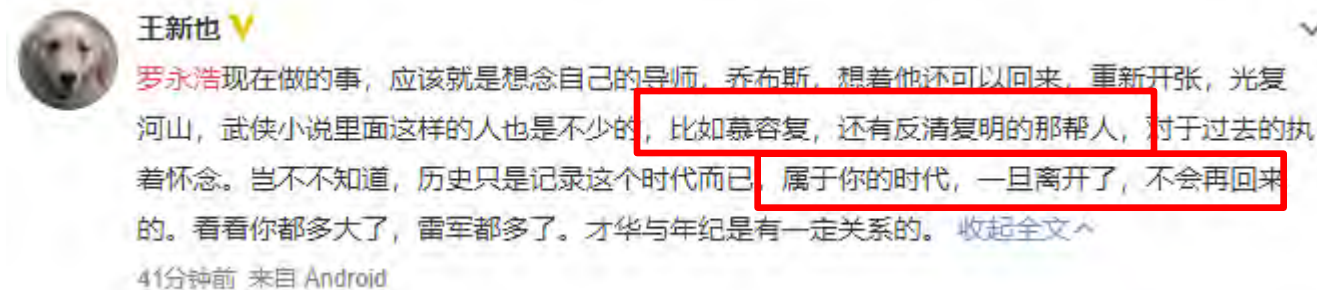 王新也
罗永浩现在做的事，应该就是想念自己的导师，乔布斯，想着他还可以回来，重新开张，光复
河山，武侠小说里面这样的人也是不少的，比如慕容复，还有反清复明的那帮人，对于过去的执
着怀念。岂不不知道，历史只是记录这个时代而已，属于你的时代，一旦离开了，不会再回来
的。看看你都多大了，雷军都多了。才华与年纪是有一定关系的。 收起全文
41分钟前 来自 Android